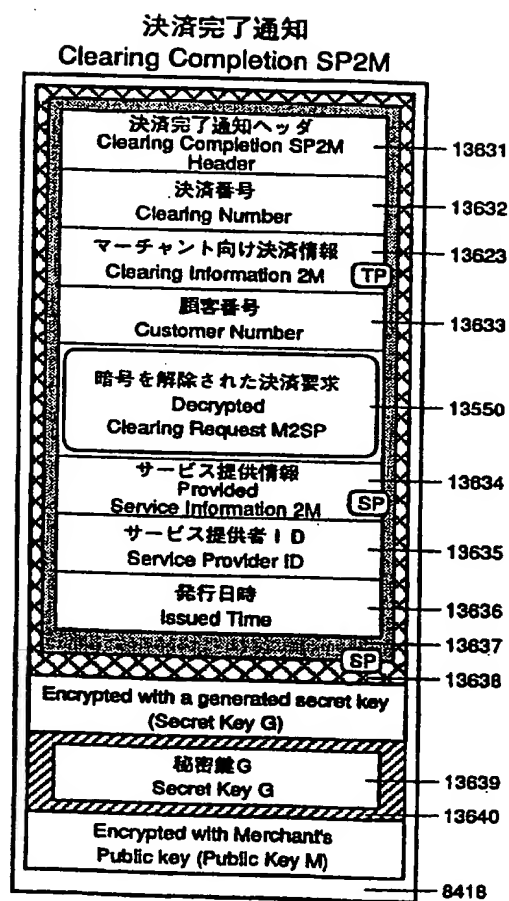 決済完了通知
Clearing Completion SP2M
決済完了通知ヘッダ
Clearing Completion SP2M
Header
13631
決済番号
Clearing Number
13632
マーチャント向け決済情報
Clearing Information 2M
TP
13623
顧客番号
Customer Number
13633
暗号を解除された決済要求
Decrypted
Clearing Request M2SP
13550
サービス提供情報
Provided
Service Information 2M
SP
13634
サービス提供者ID
Service Provider ID
13635
発行日時
Issued Time
13636
13637
SP
13638
Encrypted with a generated secret key
(Secret Key G)
秘密鍵G
Secret Key G
13639
13640
Encrypted with Merchant's
Public key (Public Key M)
8418